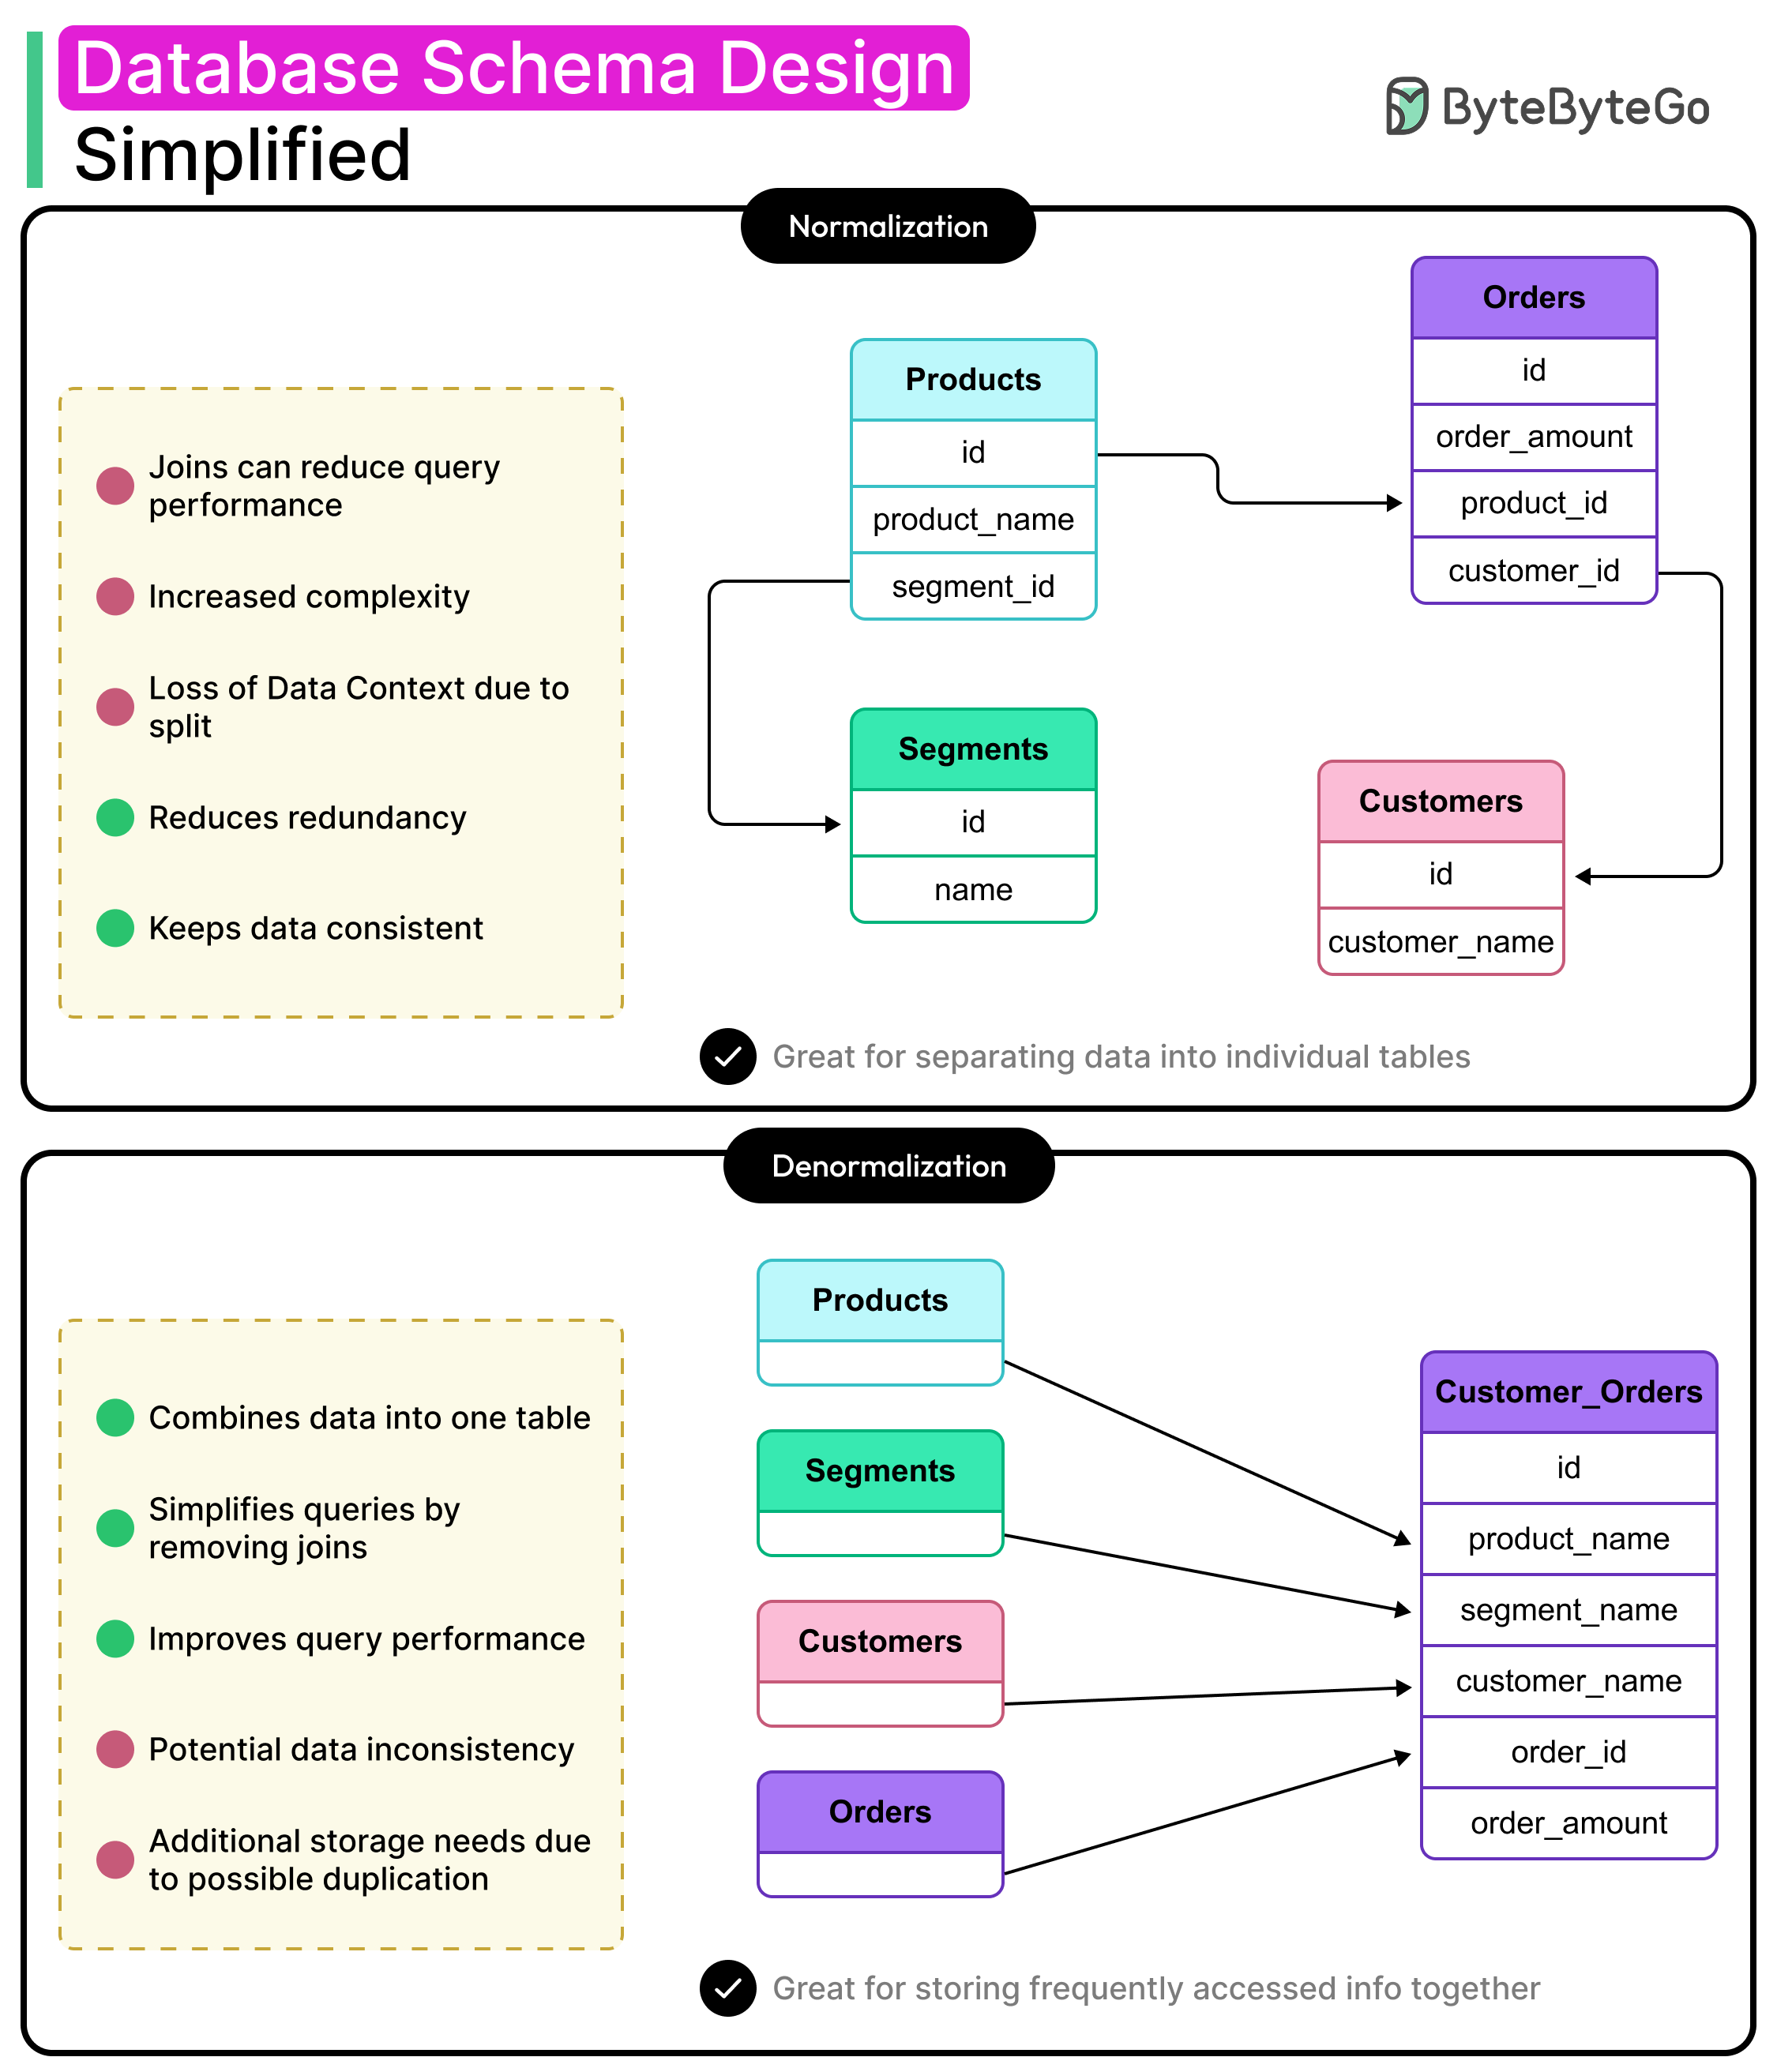 Database Schema Design
Simplified
ByteByteGo
Normalization
Joins can reduce query
performance
Increased complexity
Loss of Data Context due to
split
Reduces redundancy
Keeps data consistent
Products
id
product_name
segment_id
Orders
id
order_amount
product_id
customer_id
Segments
id
name
Customers
id
customer_name
Great for separating data into individual tables
Denormalization
Combines data into one table
Simplifies queries by
removing joins
Improves query performance
Potential data inconsistency
Additional storage needs due
to possible duplication
Products
Segments
Customers
Orders
Customer_Orders
id
product_name
segment_name
customer_name
order_id
order_amount
Great for storing frequently accessed info together